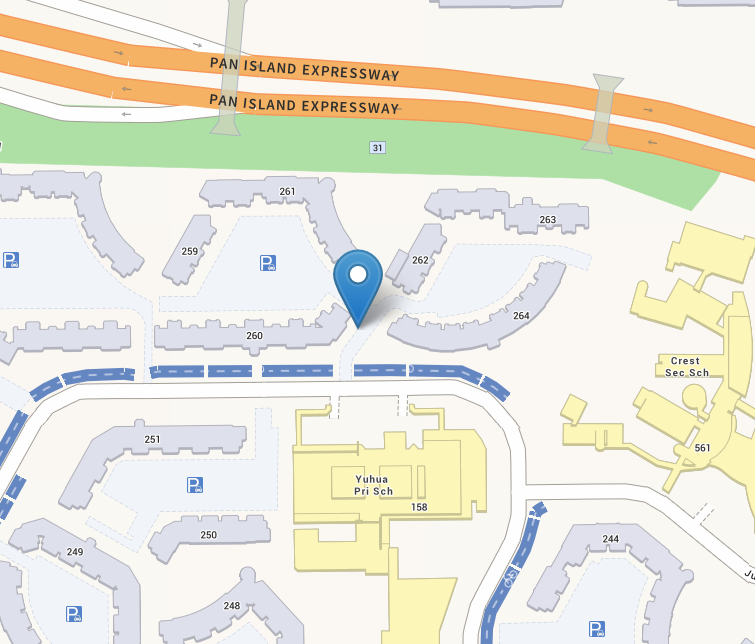 PAN ISLAND EXPRESSWAY
PAN ISLAND EXPRESSWAY
31
261
263
259
262
264
260
Crest
Sec Sch
561
251
Yuhua
Pri Sch
158
250
249
244
248
Ju